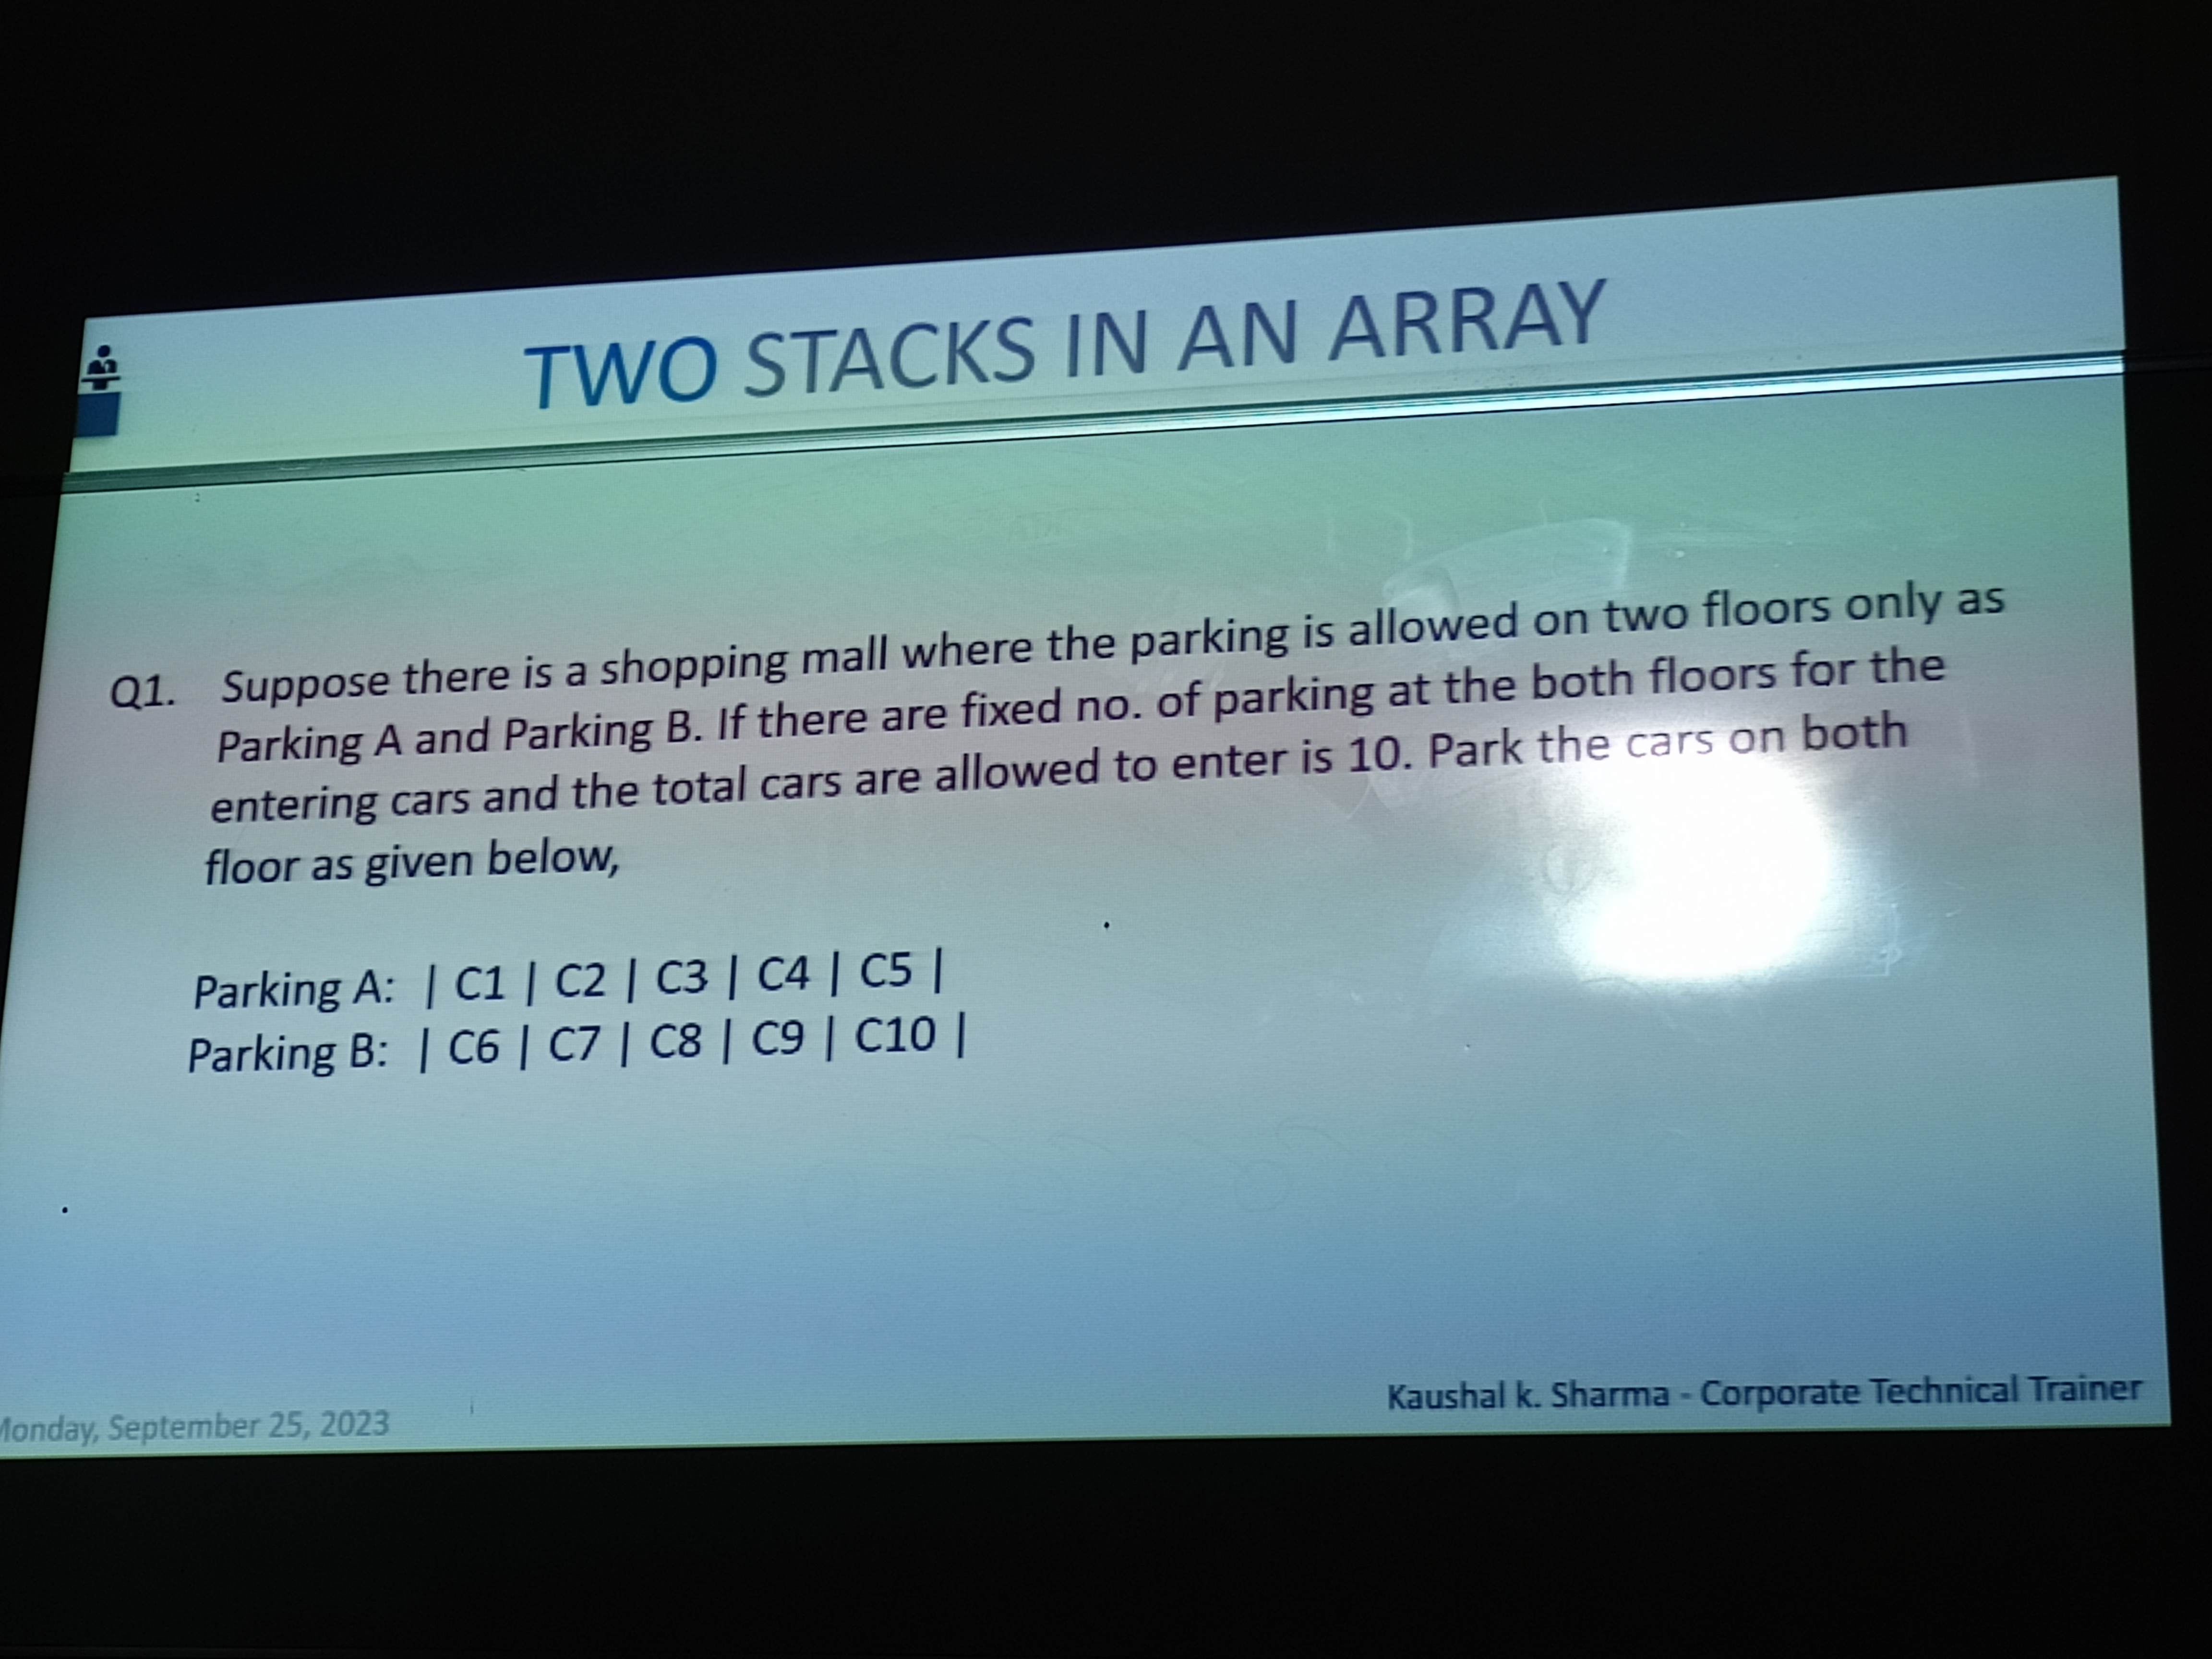 TWO STACKS IN AN ARRAY
Q1. Suppose there is a shopping mall where the parking is allowed on two floors only as
Parking A and Parking B. If there are fixed no. of parking at the both floors for the
entering cars and the total cars are allowed to enter is 10. Park the cars on both
floor as given below,
Parking A: | C1 | C2 | C3 | C4 | C5 |
Parking B: | C6 | C7 | C8 | C9 | C10 |
Monday, September 25, 2023
Kaushal k. Sharma - Corporate Technical Trainer